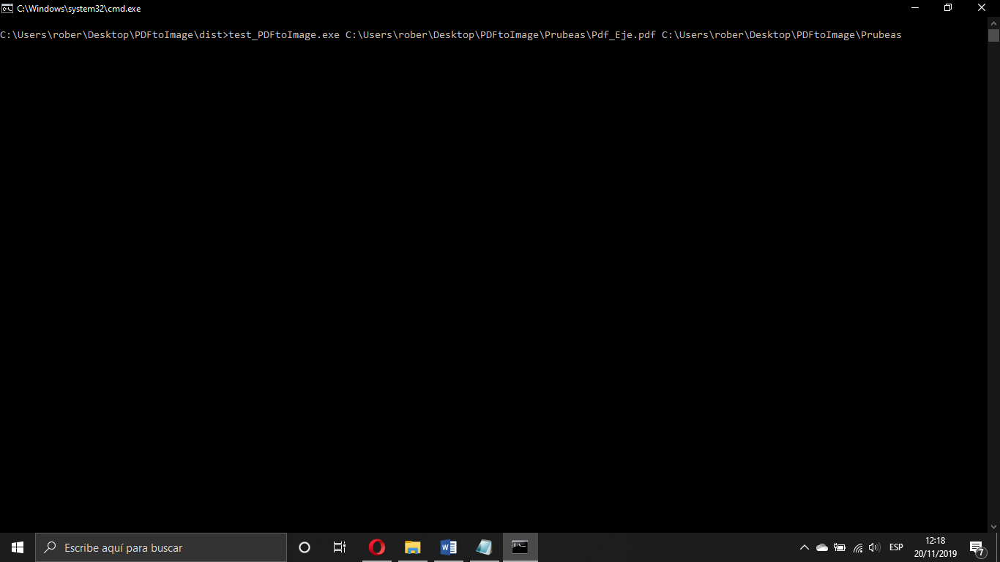 C:\Windows\system32\cmd.exe
C:\Users\rober\Desktop\PDFtoImage\dist>test_PDFtoImage.exe C:\Users\rober\Desktop\PDFtoImage\Prubeas\Pdf_Eje.pdf C:\Users\rober\Desktop\PDFtoImage\Prubeas
Escribe aquí para buscar
ESP
12:18
20/11/2019
7